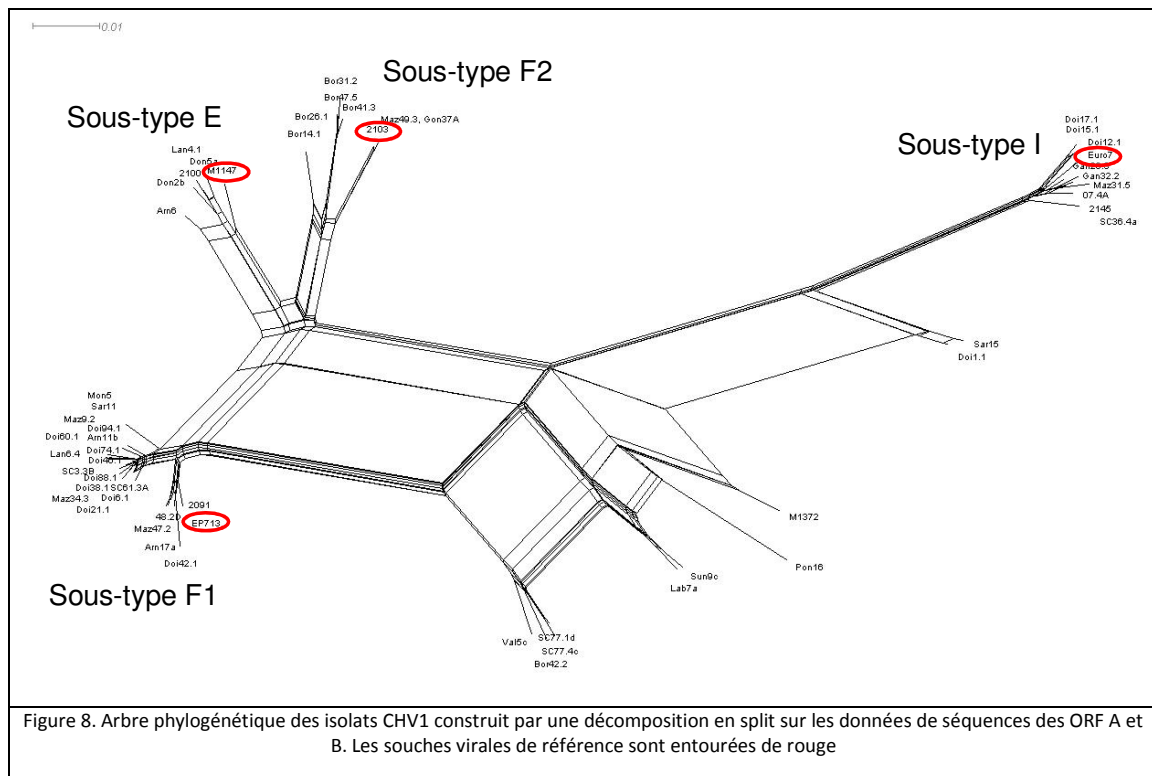 0.01
Sous-type F2
Sous-type E
Sous-type I
Bor31.2
Bor47.5
Bor41.3
Bor26.1
Bor14.1
Maz49.3, Gon37A
2103
Lan4.1
Don5a
M1147
2100
Don2b
Arn6
Doi17.1
Doi15.1
Doi12.1
Euro7
Gan32.2
Maz31.5
07.4A
2145
SC36.4a
Sar15
Doi1.1
Mon5
Sar11
Maz9.2
Doi94.1
Doi60.1
Arn11b
Doi74.1
Lan6.4
Doi46.1
SC3.3B
Doi88.1
Doi38.1
SC61.3A
Maz34.3
Doi6.1
Doi21.1
2091
48.2D
EP713
Maz47.2
Arn17a
Doi42.1
Sous-type F1
M1372
Pon16
Sun9c
Lab7a
Val5c
SC77.1d
SC77.4c
Bor42.2
Figure 8. Arbre phylogénétique des isolats CHV1 construit par une décomposition en split sur les données de séquences des ORF A et
B. Les souches virales de référence sont entourées de rouge